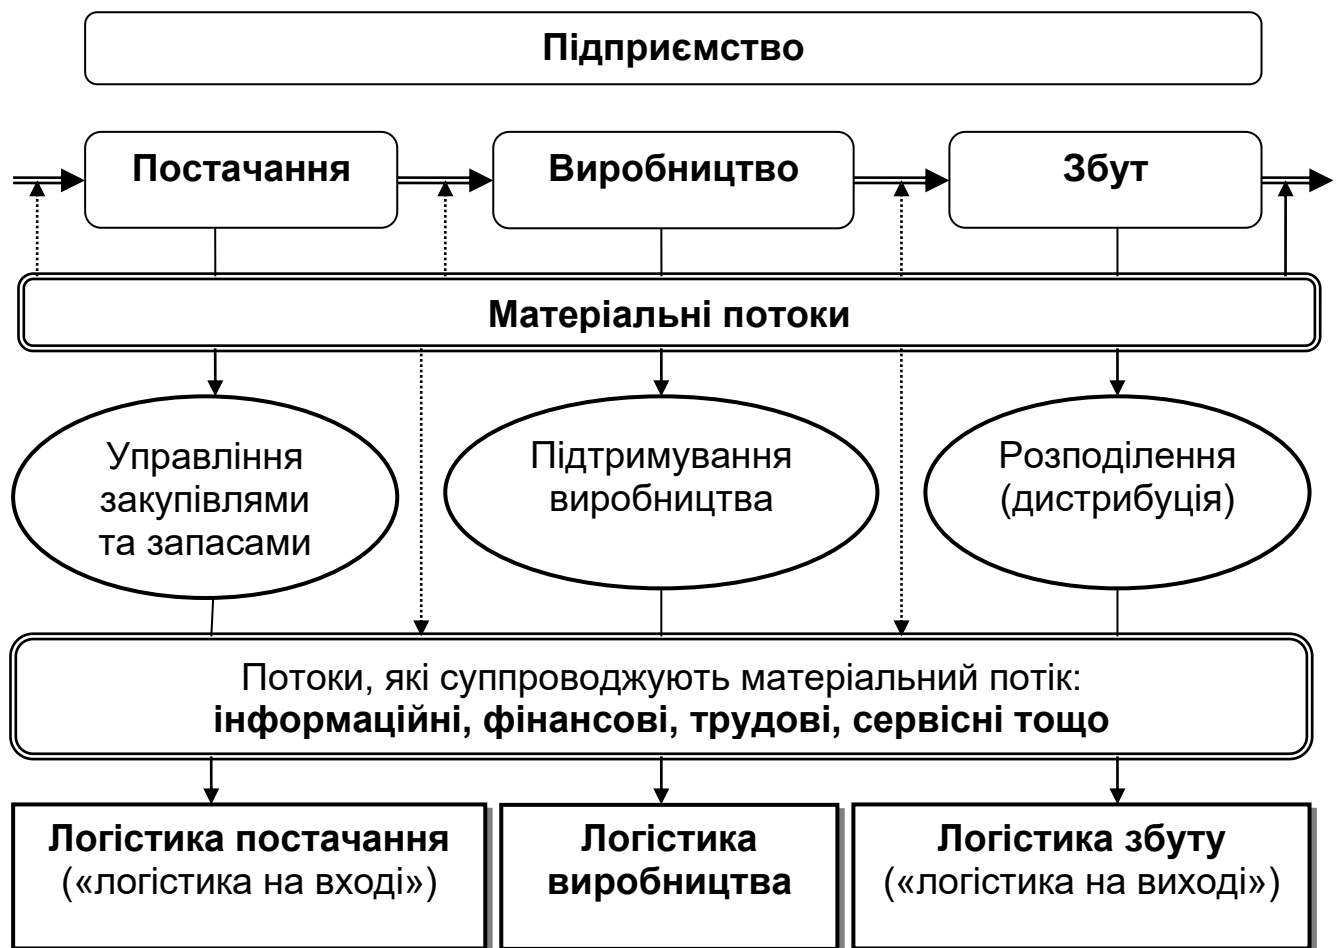 Підприємство
Постачання
Виробництво
Збут
Матеріальні потоки
Управління
закупівлями
та запасами
Підтримування
виробництва
Розподілення
(дистрибуція)
Потоки, які суппроводжують матеріальний потік:
інформаційні, фінансові, трудові, сервісні тощо
Логістика постачання
(«логістика на вході»)
Логістика
виробництва
Логістика збуту
(«логістика на виході»)